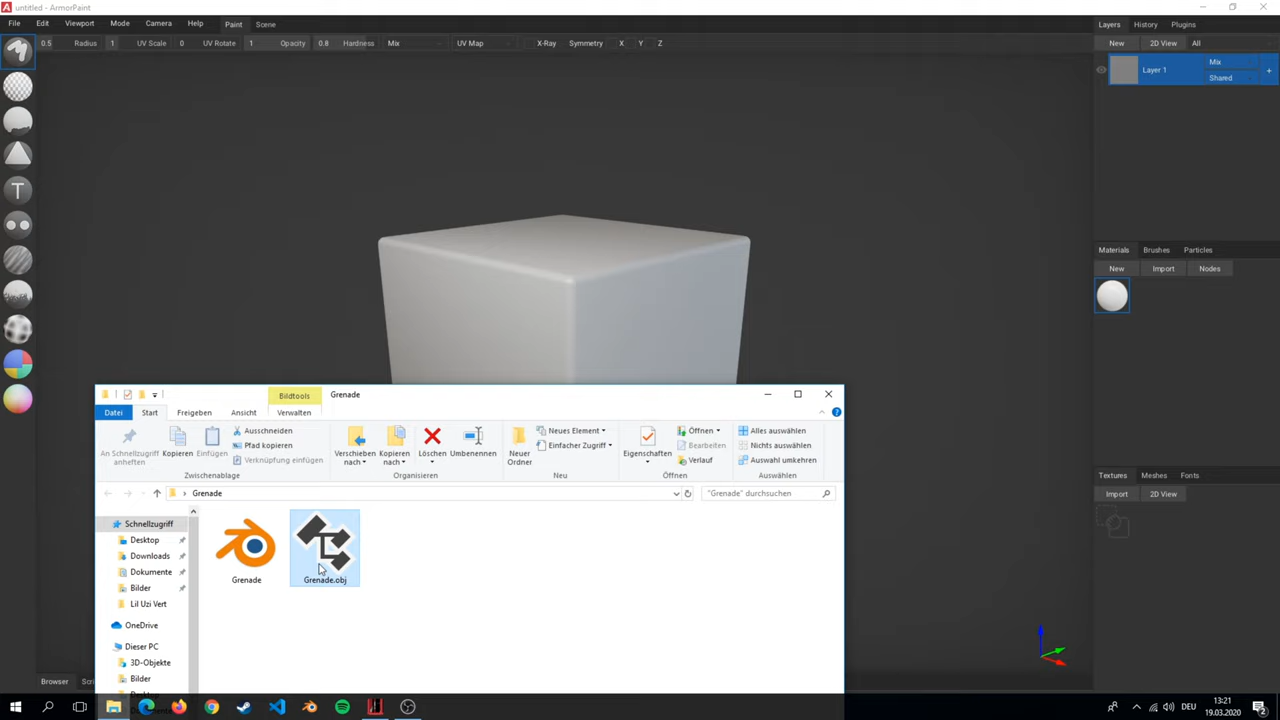 untitled - ArmorPaint
File Edit Viewport Mode Camera Help Paint Scene
Layers History Plugins
0.5 Radius 1 UV Scale 0 UV Rotate 1 Opacity 0.8 Hardness Mix UV Map X-Ray Symmetry X Y Z
New 2D View All
Layer 1 Mix
Shared
+
T
Materials Brushes Particles
New Import Nodes
Textures Meshes Fonts
Import 2D View
Bildtools Grenade
Datei Start Freigeben Ansicht Verwalten
An Schnellzugriff anheften
Kopieren
Einfügen
Ausschneiden
Pfad kopieren
Verknüpfung einfügen
Zwischenablage
Verschieben nach
Kopieren nach
Löschen
Umbenennen
Organisieren
Neuer Ordner
Neues Element
Einfacher Zugriff
Neu
Eigenschaften
Öffnen
Bearbeiten
Verlauf
Öffnen
Alles auswählen
Nichts auswählen
Auswahl umkehren
Auswählen
Grenade
"Grenade" durchsuchen
Schnellzugriff
Desktop
Downloads
Dokumente
Bilder
Lil Uzi Vert
OneDrive
Dieser PC
3D-Objekte
Bilder
Grenade
Grenade.obj
Browser
DEU
13:21
19.03.2020
2